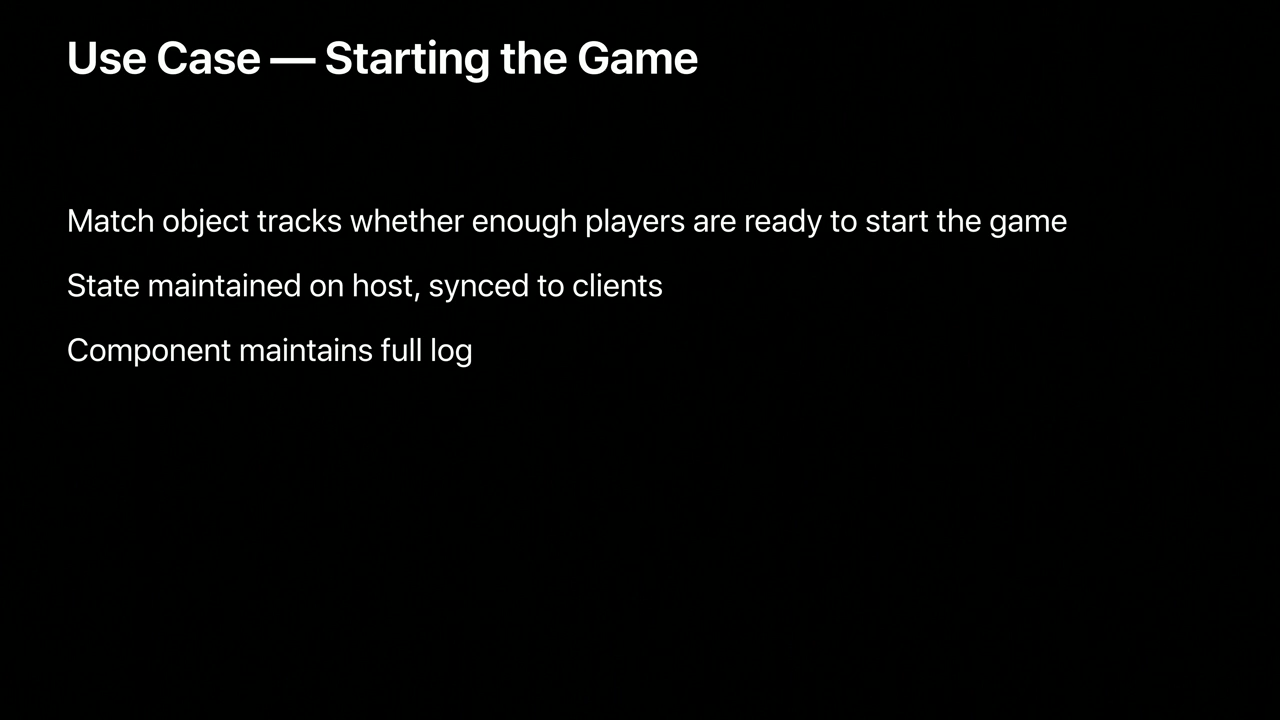 Use Case — Starting the Game
Match object tracks whether enough players are ready to start the game
State maintained on host, synced to clients
Component maintains full log